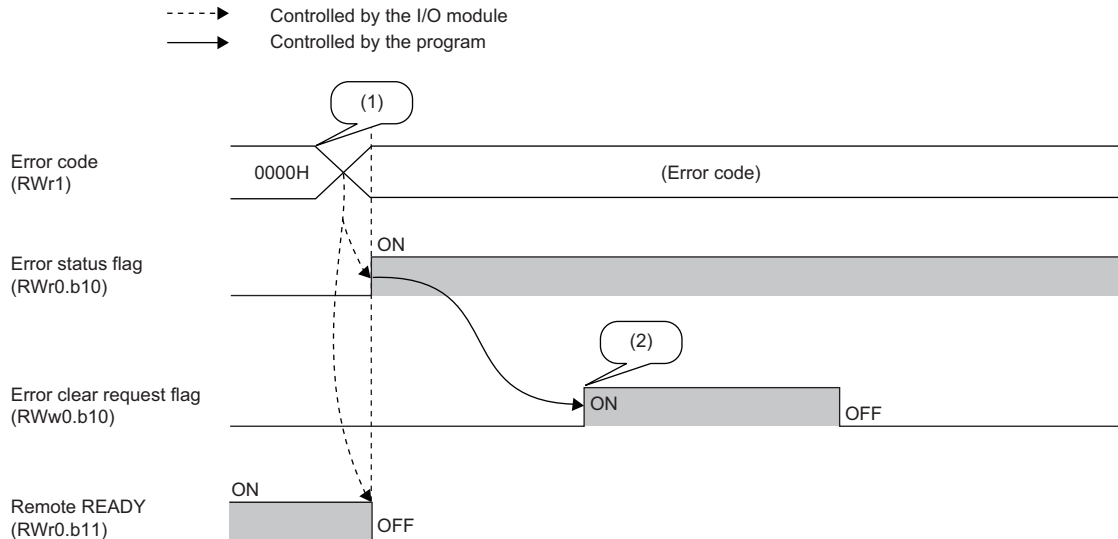 Controlled by the I/O module
Controlled by the program
(1)
Error code
(RWr1)
0000H
(Error code)
ON
Error status flag
(RWr0.b10)
(2)
Error clear request flag
(RWw0.b10)
ON
OFF
ON
Remote READY
(RWr0.b11)
OFF